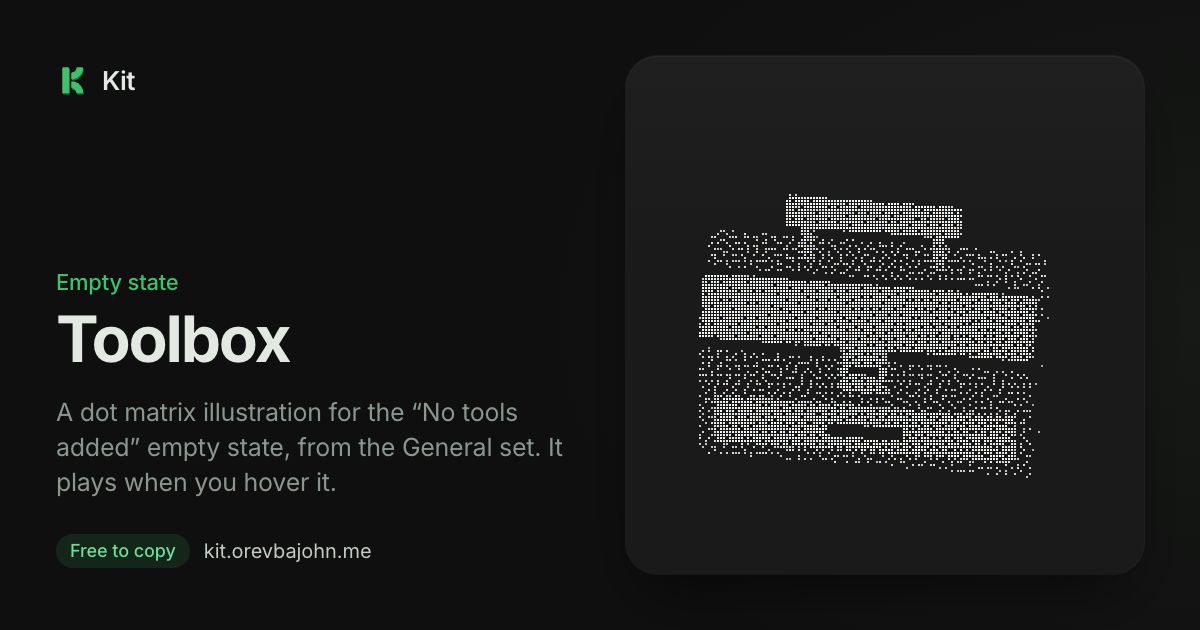 Kit
Empty state
Toolbox
A dot matrix illustration for the “No tools
added” empty state, from the General set. It
plays when you hover it.
Free to copy
kit.orevbajohn.me